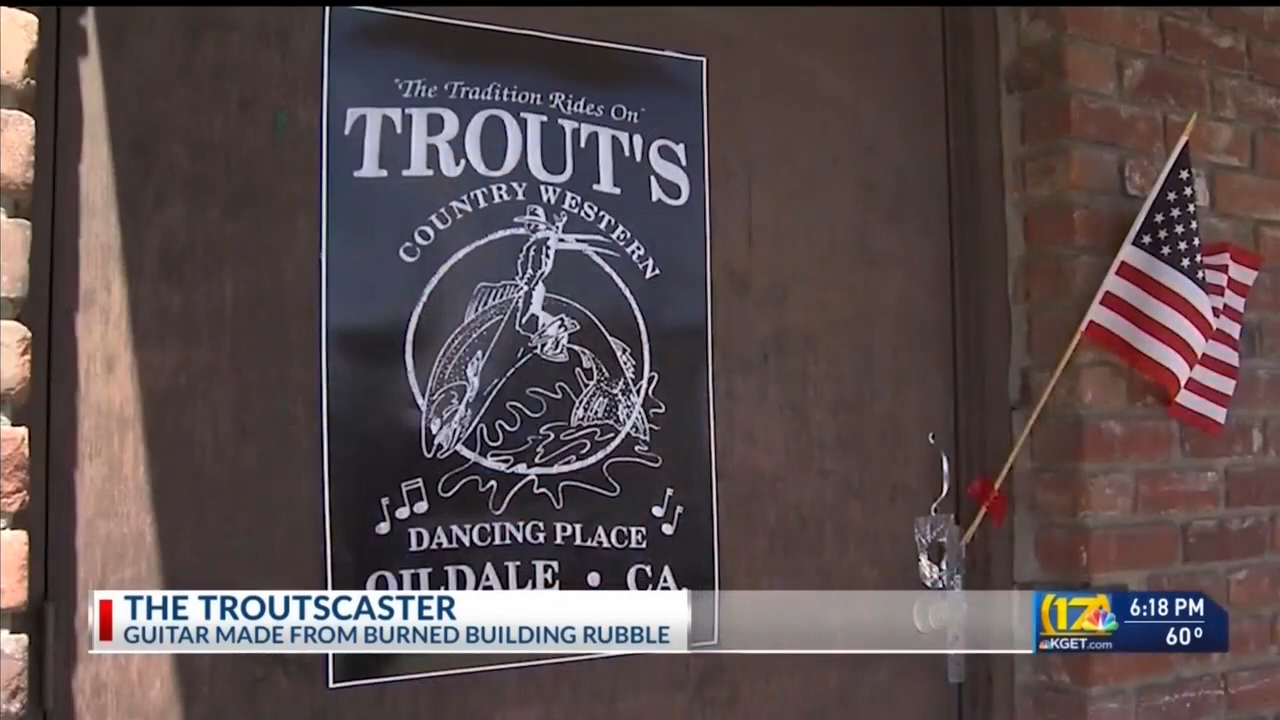 "The Tradition Rides On"
TROUT'S
COUNTRY WESTERN
DANCING PLACE
OILDALE • CA.
THE TROUTSCASTER
GUITAR MADE FROM BURNED BUILDING RUBBLE
17
KGET.com
6:18 PM
60°